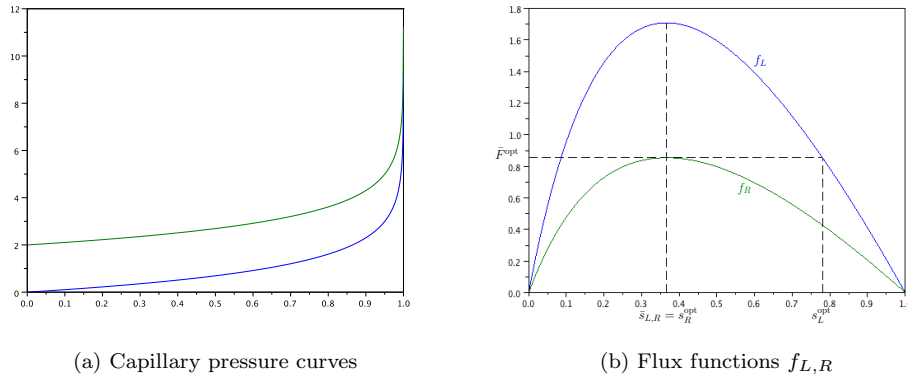 12
10
8
6
4
2
0
0.0 0.1 0.2 0.3 0.4 0.5 0.6 0.7 0.8 0.9 1.0
(a) Capillary pressure curves
1.8
1.6
1.4
1.2
1.0
F̄^opt
0.8
0.6
0.4
0.2
0.0
f_L
f_R
0.0 0.1 0.2 0.3 0.4 0.5 0.6 0.7 0.8 0.9 1.0
s̄_{L,R} = s_R^opt s_L^opt
(b) Flux functions f_{L,R}